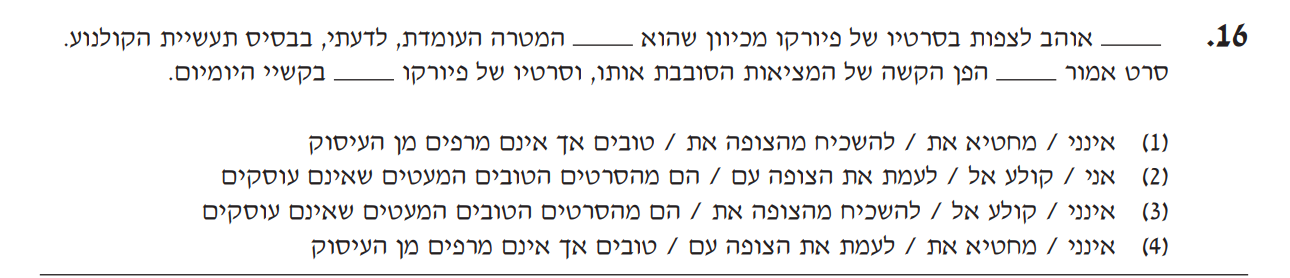 16. _____ אוהב לצפות בסרטיו של פיורקו מכיוון שהוא _____ המטרה העומדת, לדעתי, בבסיס תעשיית הקולנוע.
סרט אמור _____ הפן הקשה של המציאות הסובבת אותו, וסרטיו של פיורקו _____ בקשיי היומיום.
(1) אינני / מחטיא את / להשכיח מהצופה את / טובים אך אינם מרפים מן העיסוק
(2) אני / קולע אל / לעמת את הצופה עם / הם מהסרטים הטובים המעטים שאינם עוסקים
(3) אינני / קולע אל / להשכיח מהצופה את / הם מהסרטים הטובים המעטים שאינם עוסקים
(4) אינני / מחטיא את / לעמת את הצופה עם / טובים אך אינם מרפים מן העיסוק